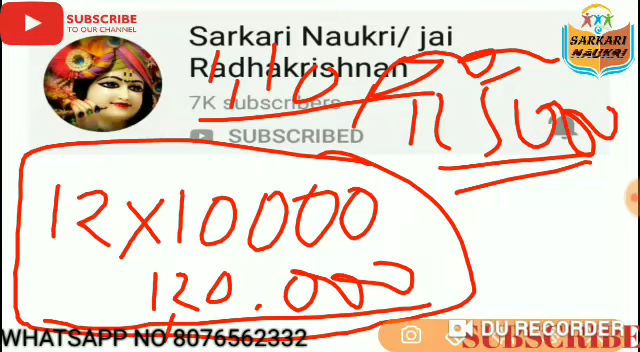 SUBSCRIBE
TO OUR CHANNEL
Sarkari Naukri/ jai
Radhakrishnan
7K subscribers
SUBSCRIBED
SARKARI
NAUKRI
12x10000
120.000
WHATSAPP NO 8076562332
DU RECORDER
SUBSCRIBE